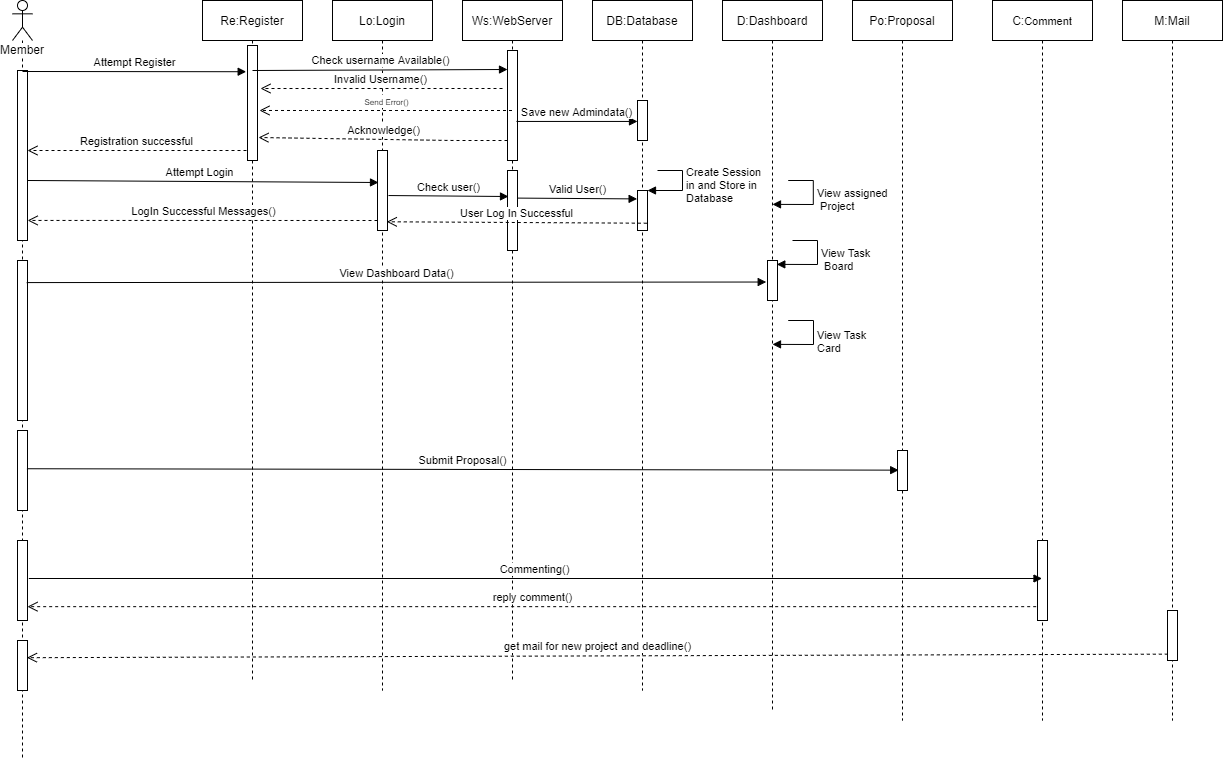 Re:Register
Lo:Login
Ws:WebServer
DB:Database
D:Dashboard
Po:Proposal
C:Comment
M:Mail
Member
Attempt Register
Check username Available()
Invalid Username()
Send Error()
Save new Admindata()
Acknowledge()
Registration successful
Attempt Login
Check user()
Valid User()
Create Session
in and Store in
Database
View assigned
Project
LogIn Successful Messages()
User Log In Successful
View Task
Board
View Dashboard Data()
View Task
Card
Submit Proposal()
Commenting()
reply comment()
get mail for new project and deadline()